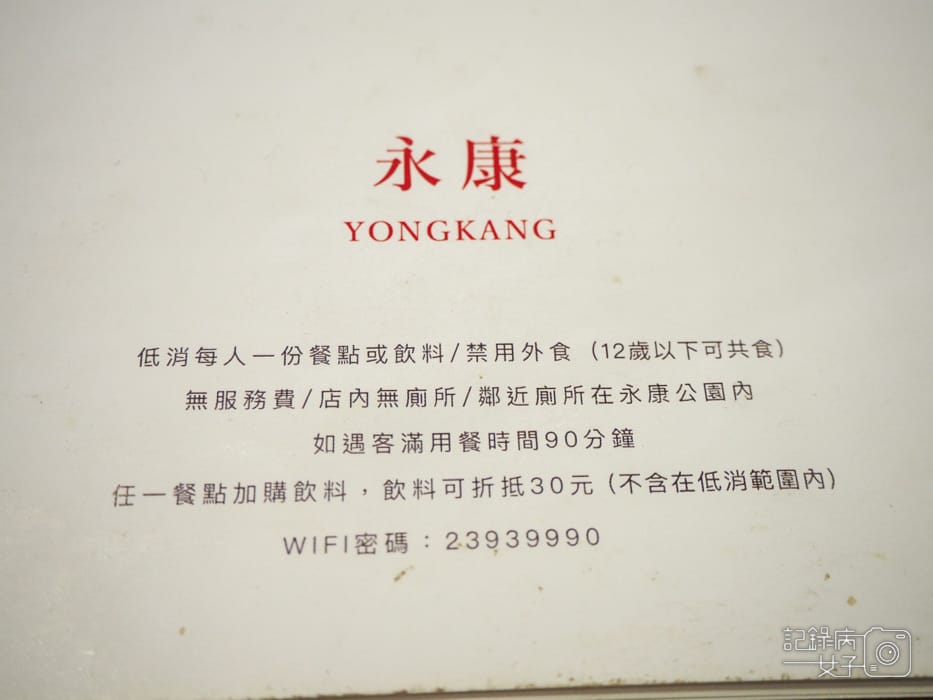 永康
YONGKANG
低消每人一份餐點或飲料/禁用外食（12歲以下可共食）
無服務費/店內無廁所/鄰近廁所在永康公園內
如遇客滿用餐時間90分鐘
任一餐點加購飲料，飲料可折抵30元（不含在低消範圍內）
WIFI密碼：23939990
記錄病
女子